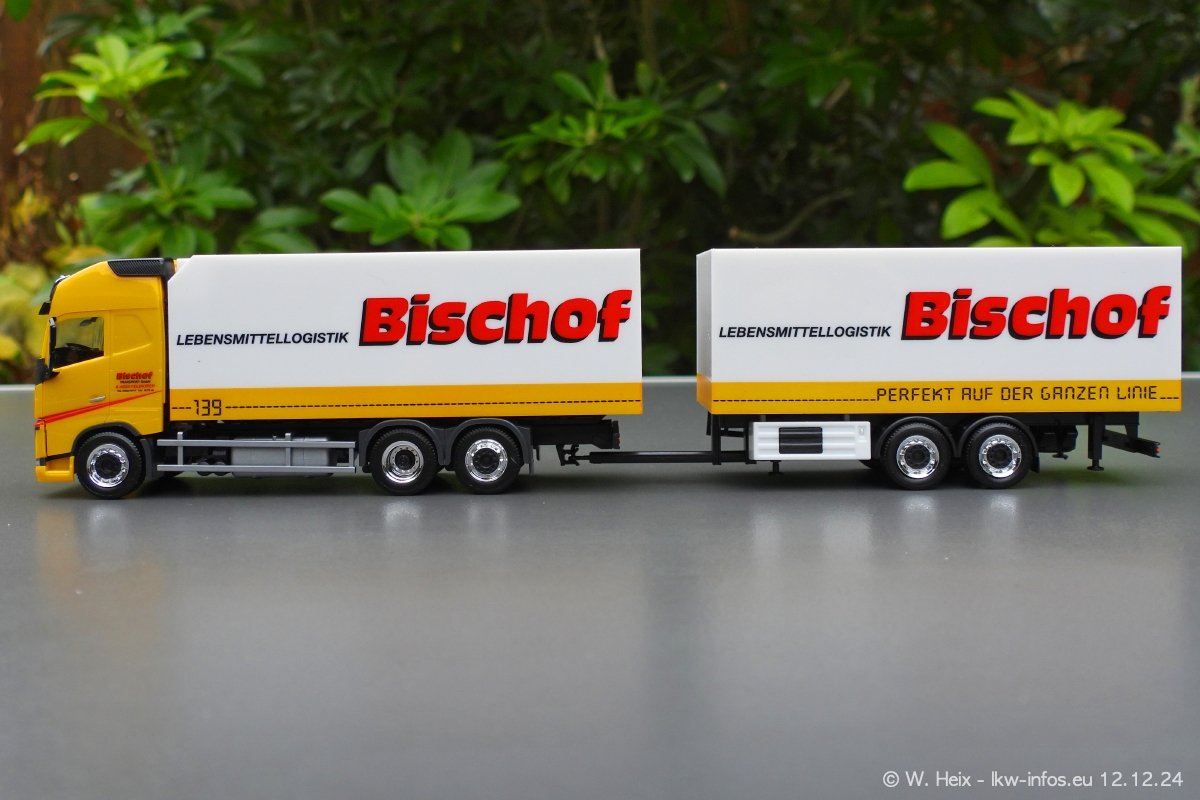 LEBENSMITTELLOGISTIK Bischof
139
Bischof
LEBENSMITTELLOGISTIK Bischof
PERFEKT AUF DER GANZEN LINIE
© W. Heix - lkw-infos.eu 12.12.24